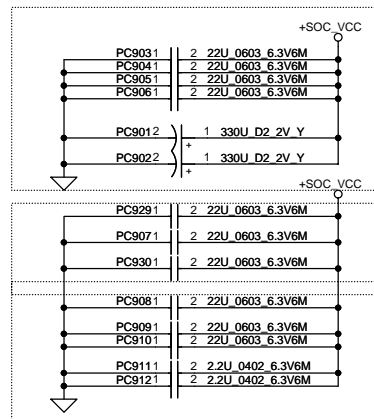 +SOC_VCC
PC903 1 2 22U_0603_6.3V6M
PC904 1 2 22U_0603_6.3V6M
PC905 1 2 22U_0603_6.3V6M
PC906 1 2 22U_0603_6.3V6M
PC901 2 1 330U_D2_2V_Y
+
PC902 2 1 330U_D2_2V_Y
+
+SOC_VCC
PC929 1 2 22U_0603_6.3V6M
PC907 1 2 22U_0603_6.3V6M
PC930 1 2 22U_0603_6.3V6M
PC908 1 2 22U_0603_6.3V6M
PC909 1 2 22U_0603_6.3V6M
PC910 1 2 22U_0603_6.3V6M
PC911 1 2 2.2U_0402_6.3V6M
PC912 1 2 2.2U_0402_6.3V6M